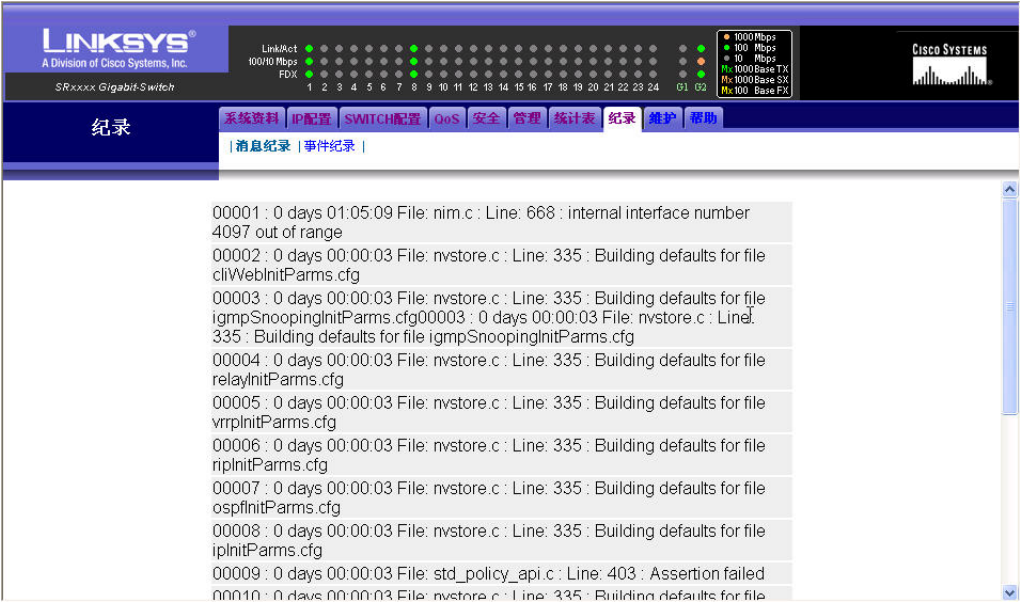 LINKSYS®
A Division of Cisco Systems, Inc.
SRxxxx Gigabit-Switch
Link/Act
100/10 Mbps
FDX
1 2 3 4 5 6 7 8 9 10 11 12 13 14 15 16 17 18 19 20 21 22 23 24 G1 G2
1000 Mbps
100 Mbps
10 Mbps
Mx 1000Base TX
Mx 1000Base SX
Mx 100 Base FX
CISCO SYSTEMS
纪录
系统资料 IP配置 SWITCH配置 QoS 安全 管理 统计表 纪录 维护 帮助
| 消息纪录 | 事件纪录 |
00001 : 0 days 01:05:09 File: nim.c : Line: 668 : internal interface number
4097 out of range
00002 : 0 days 00:00:03 File: nvstore.c : Line: 335 : Building defaults for file
cliWebInitParms.cfg
00003 : 0 days 00:00:03 File: nvstore.c : Line: 335 : Building defaults for file
igmpSnoopingInitParms.cfg00003 : 0 days 00:00:03 File: nvstore.c : Line:
335 : Building defaults for file igmpSnoopingInitParms.cfg
00004 : 0 days 00:00:03 File: nvstore.c : Line: 335 : Building defaults for file
relayInitParms.cfg
00005 : 0 days 00:00:03 File: nvstore.c : Line: 335 : Building defaults for file
vrrpInitParms.cfg
00006 : 0 days 00:00:03 File: nvstore.c : Line: 335 : Building defaults for file
ripInitParms.cfg
00007 : 0 days 00:00:03 File: nvstore.c : Line: 335 : Building defaults for file
ospfInitParms.cfg
00008 : 0 days 00:00:03 File: nvstore.c : Line: 335 : Building defaults for file
ipInitParms.cfg
00009 : 0 days 00:00:03 File: std_policy_api.c : Line: 403 : Assertion failed
00010 : 0 days 00:00:03 File: nvstore.c : Line: 335 : Building defaults for file